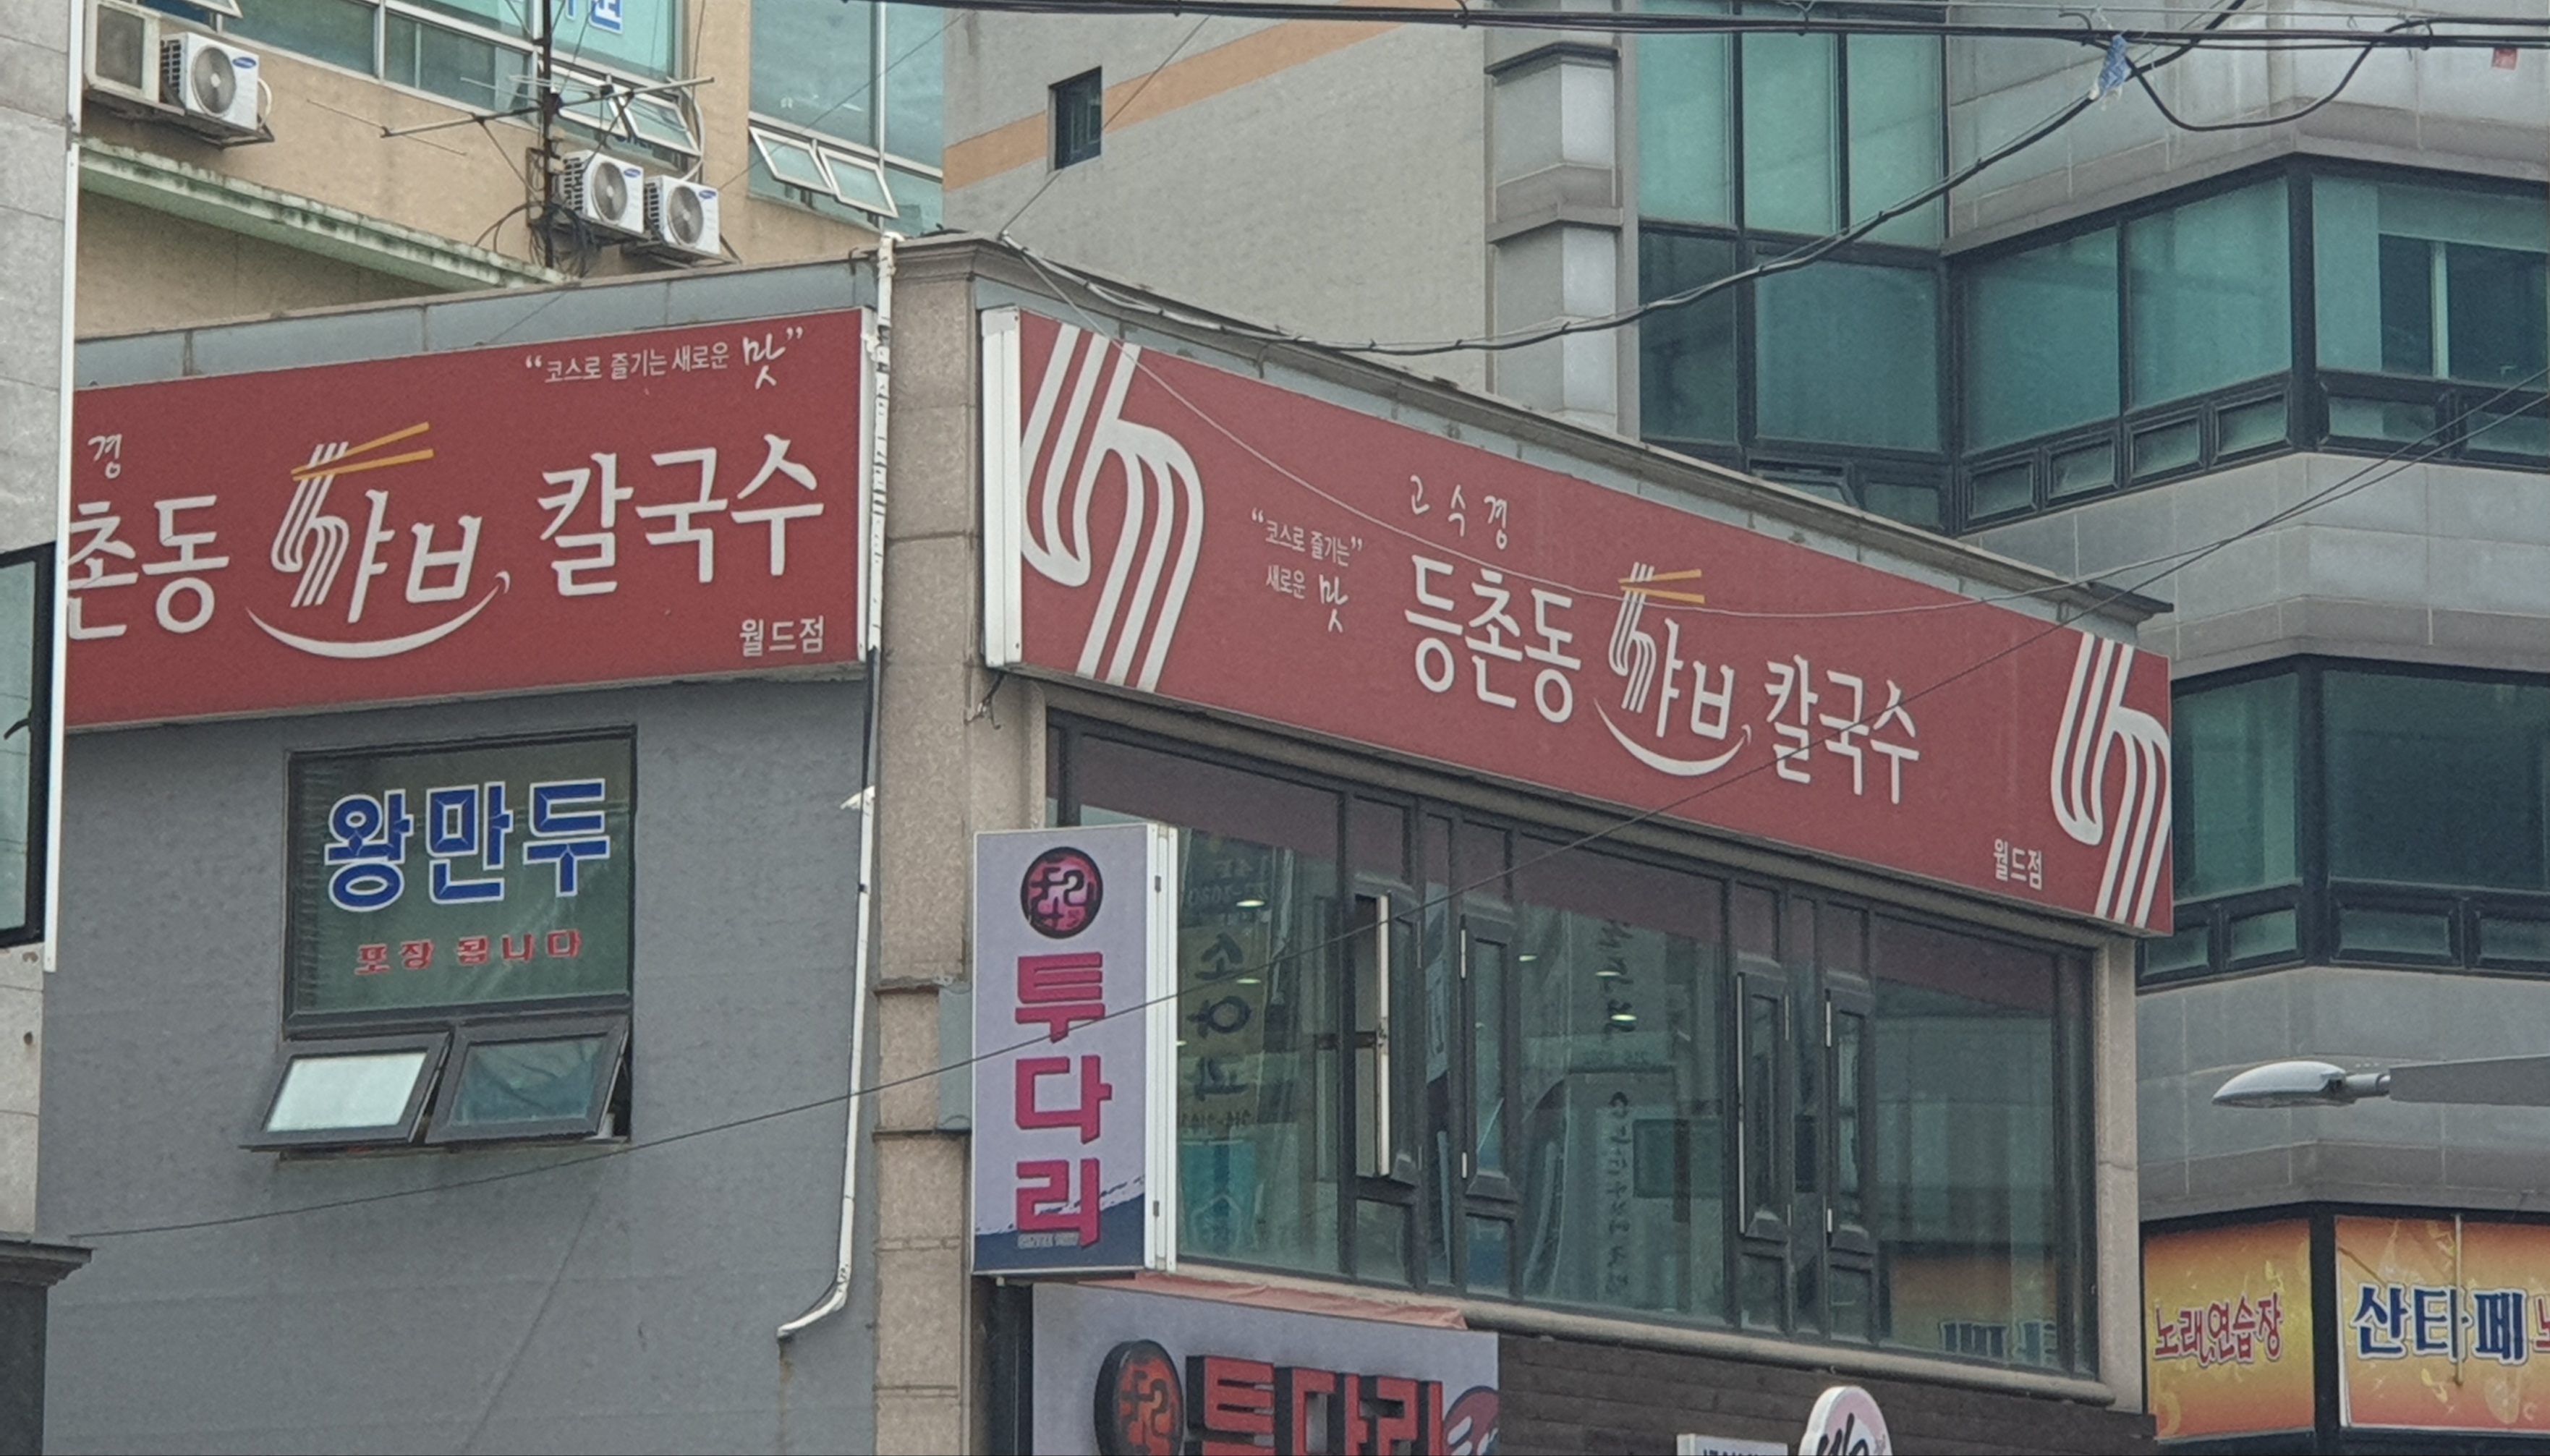 “코스로 즐기는 새로운 맛”
경
촌동 샤브 칼국수
월드점
고수경
“코스로 즐기는”
새로운 맛
등촌동 샤브 칼국수
월드점
왕만두
포장 됩니다
투다리
투다리
노래연습장
산타페